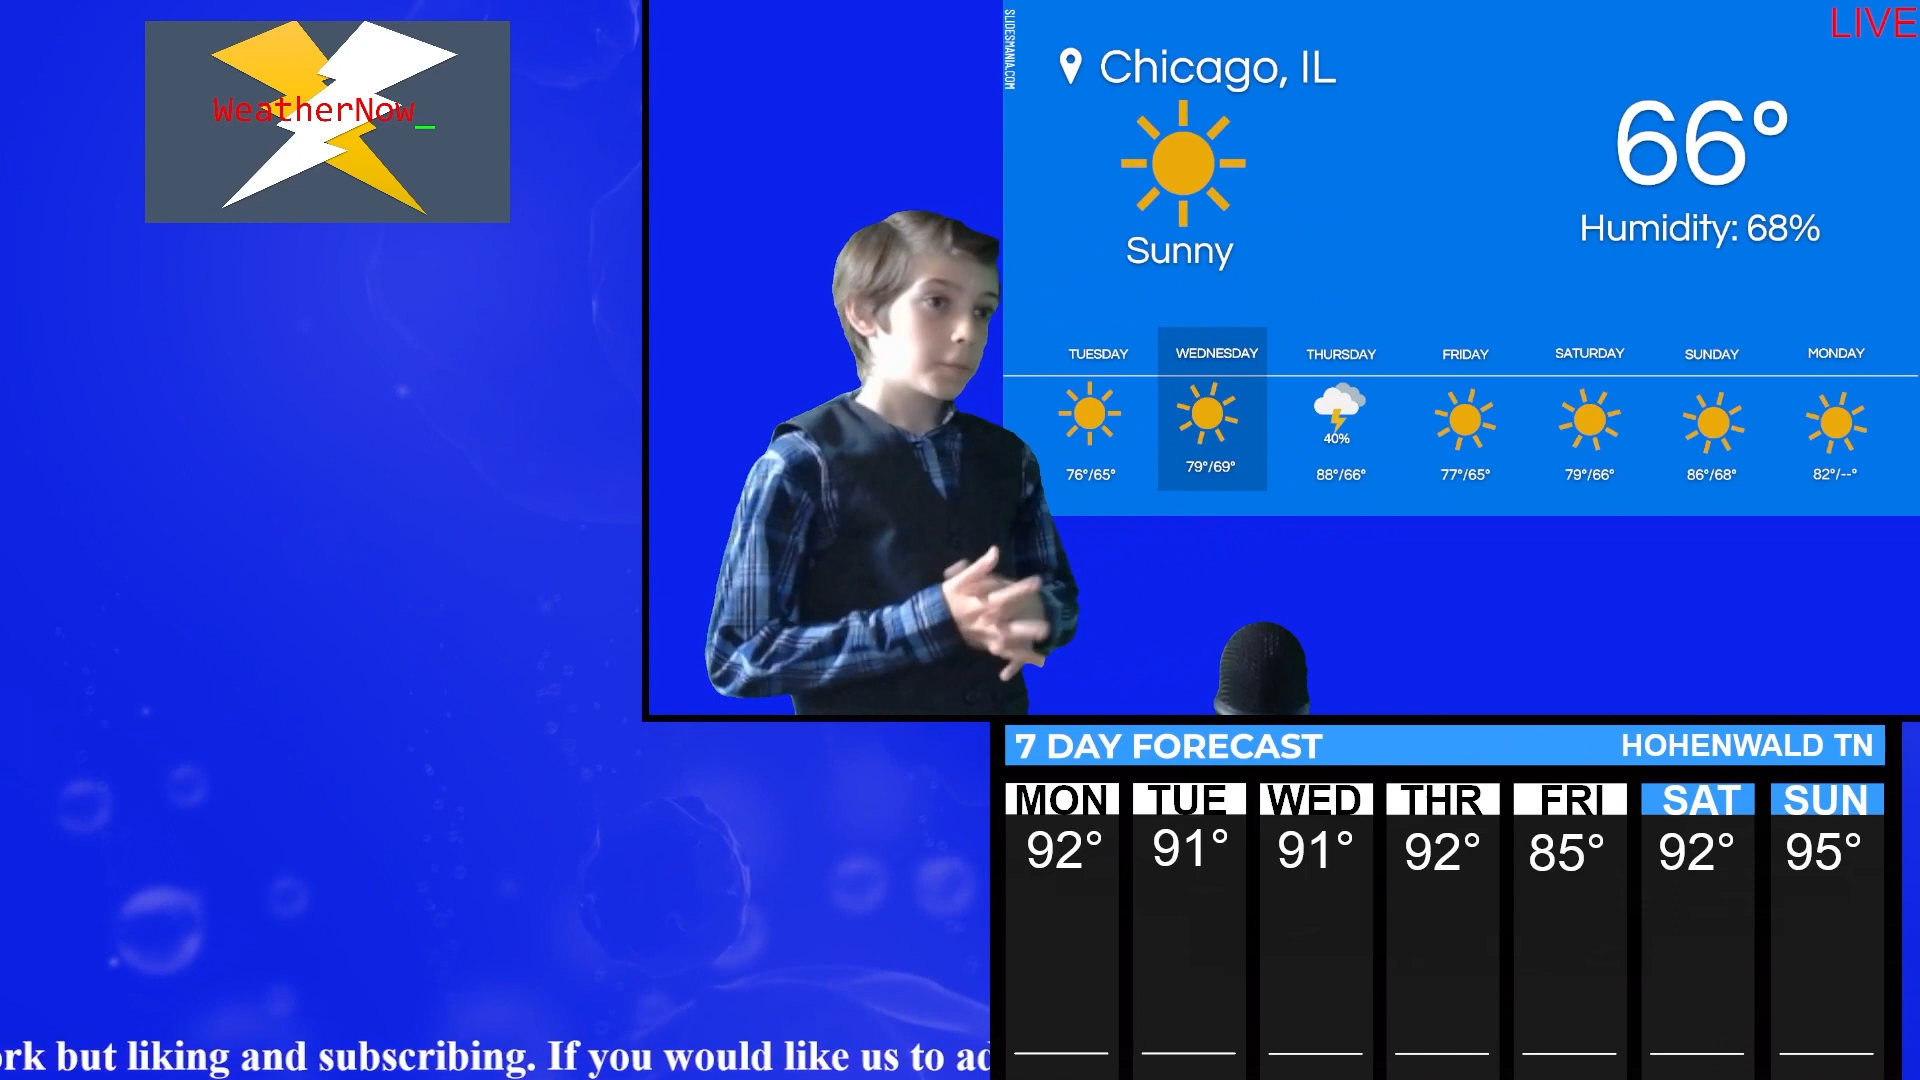 WeatherNow_
SLIDESMANIA.COM
LIVE
Chicago, IL
66°
Humidity: 68%
Sunny
TUESDAY WEDNESDAY THURSDAY FRIDAY SATURDAY SUNDAY MONDAY
40%
76°/65° 79°/69° 88°/66° 77°/65° 79°/66° 86°/68° 82°/--°
7 DAY FORECAST HOHENWALD TN
MON TUE WED THR FRI SAT SUN
92° 91° 91° 92° 85° 92° 95°
ork but liking and subscribing. If you would like us to ad